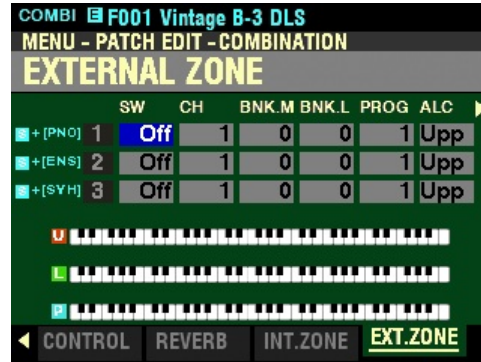 COMBI E F001 Vintage B-3 DLS
MENU - PATCH EDIT - COMBINATION
EXTERNAL ZONE
SW CH BNK.M BNK.L PROG ALC
S + [PNO] 1 Off 1 0 0 1 Upp
S + [ENS] 2 Off 1 0 0 1 Upp
S + [SYH] 3 Off 1 0 0 1 Upp
U
L
P
CONTROL REVERB INT.ZONE EXT.ZONE